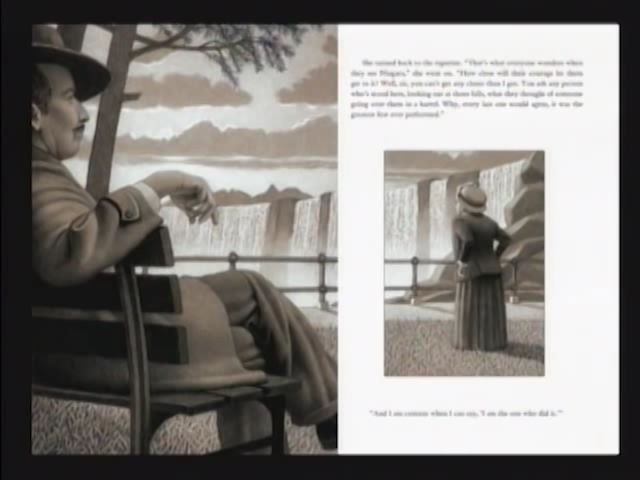 She turned back to the reporter. "That's what everyone wonders when
they see Niagara," she went on. "How close will their courage let them
get to it? Well, sir, you can't get any closer than I got. You ask any person
who's stood here, looking out at those falls, what they thought of someone
going over them in a barrel. Why, every last one would agree, it was the
greatest feat ever performed."
"And I am content when I can say, 'I am the one who did it.'"